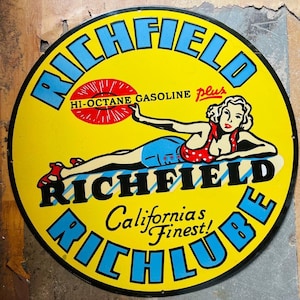 RICHFIELD
HI-OCTANE GASOLINE plus
RICHFIELD
Californias
Finest!
RICHLUBE